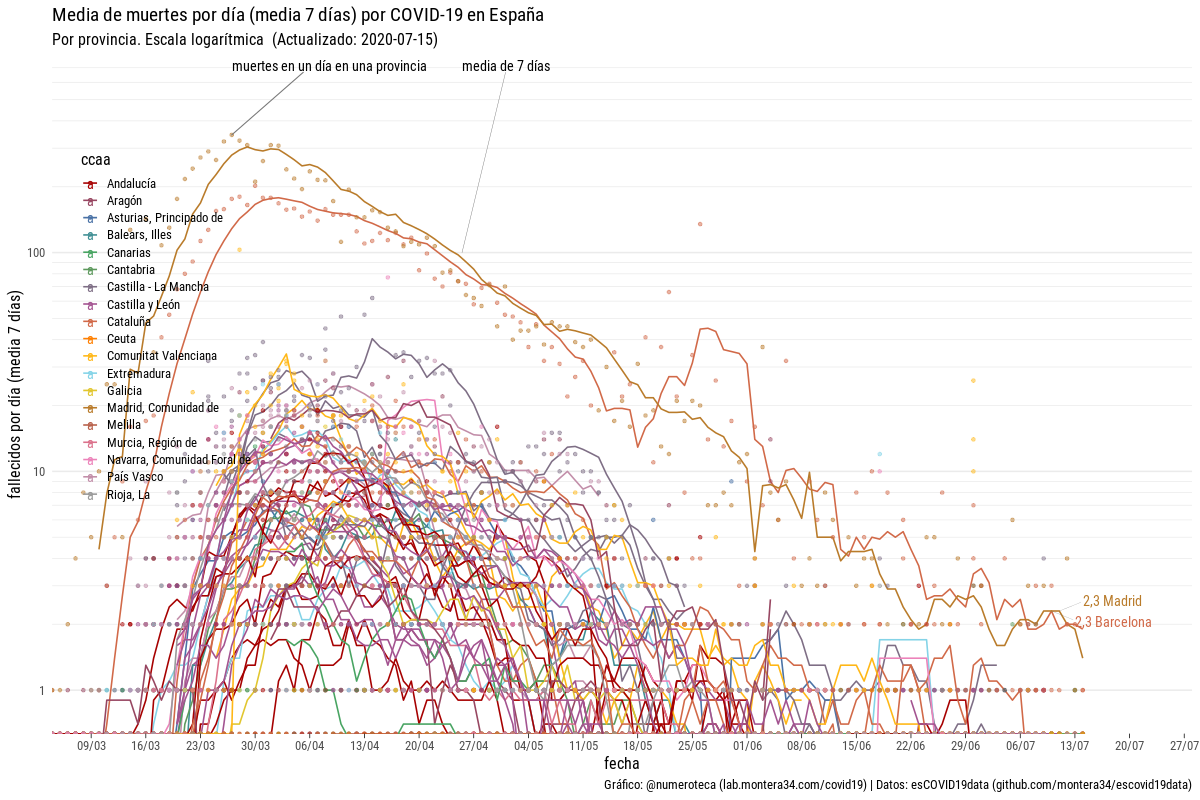 Media de muertes por día (media 7 días) por COVID-19 en España
Por provincia. Escala logarítmica  (Actualizado: 2020-07-15)
muertes en un día en una provincia
media de 7 días
ccaa
Andalucía
Aragón
Asturias, Principado de
Balears, Illes
Canarias
Cantabria
Castilla - La Mancha
Castilla y León
Cataluña
Ceuta
Comunitat Valenciana
Extremadura
Galicia
Madrid, Comunidad de
Melilla
Murcia, Región de
Navarra, Comunidad Foral de
País Vasco
Rioja, La
fallecidos por día (media  7 días)
100
10
1
2,3 Madrid
2,3 Barcelona
09/03 16/03 23/03 30/03 06/04 13/04 20/04 27/04 04/05 11/05 18/05 25/05 01/06 08/06 15/06 22/06 29/06 06/07 13/07 20/07 27/07
fecha
Gráfico: @numeroteca (lab.montera34.com/covid19) | Datos: esCOVID19data (github.com/montera34/escovid19data)